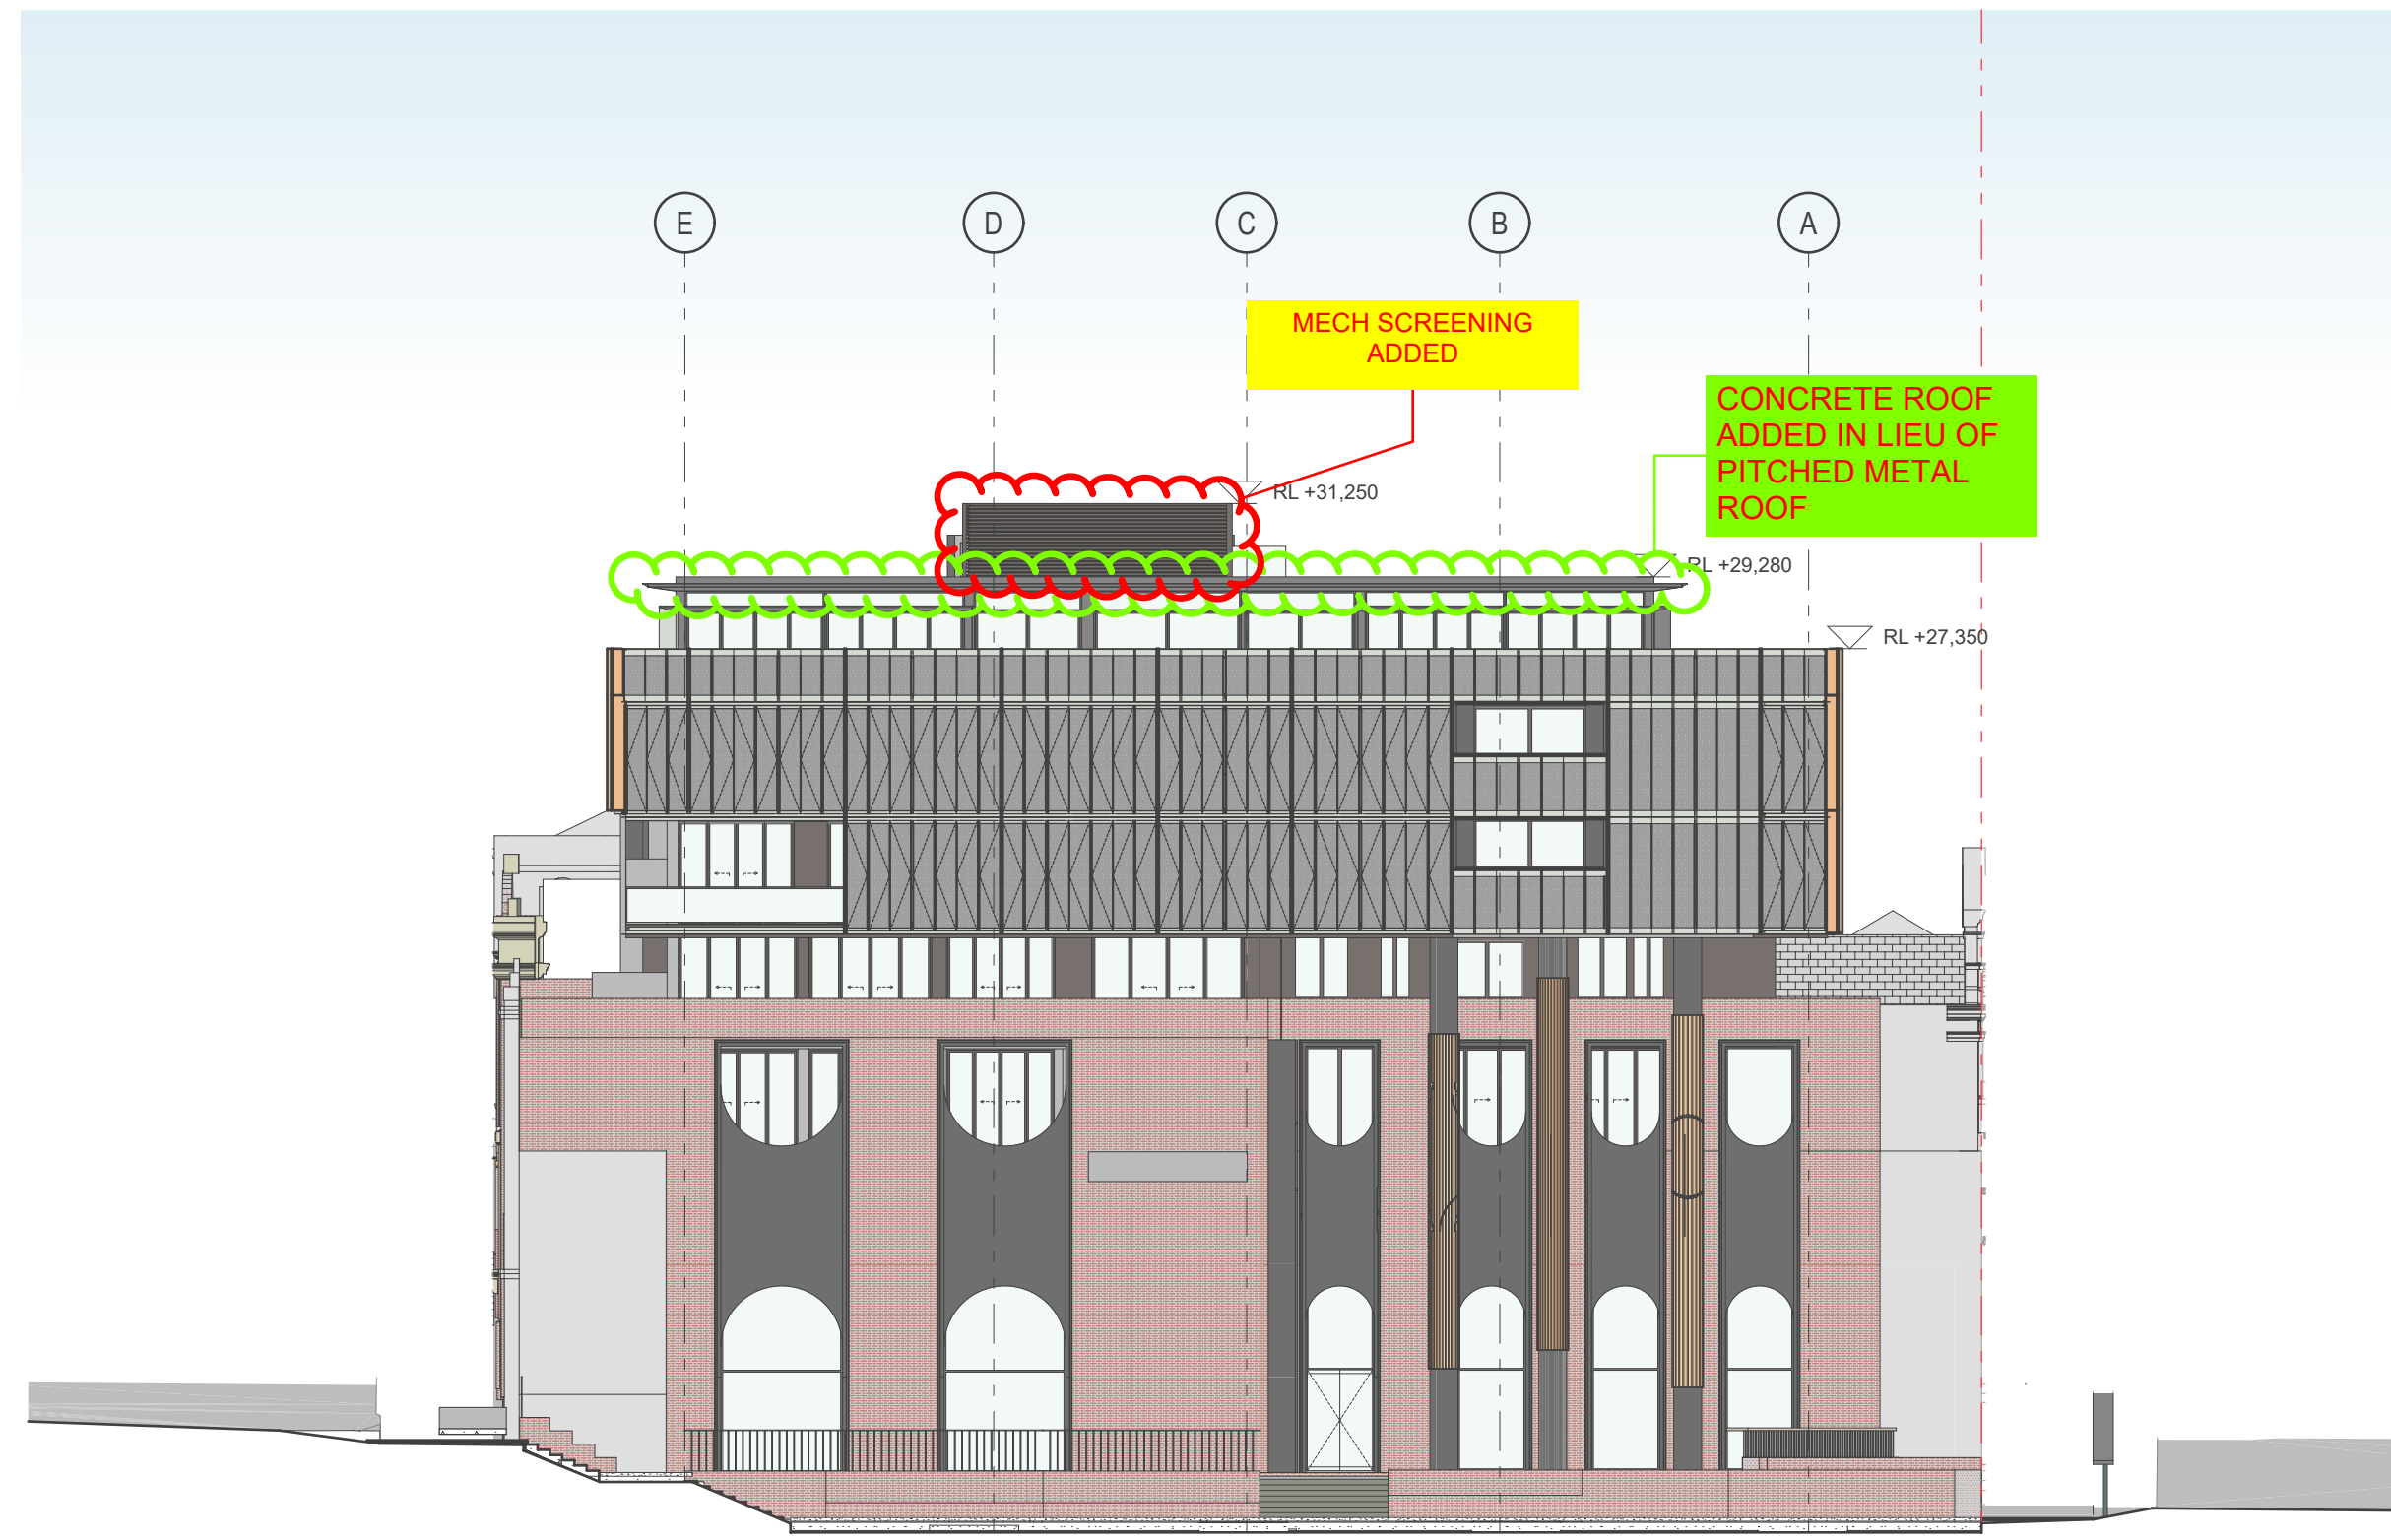 E
D
C
B
A
MECH SCREENING
ADDED
CONCRETE ROOF
ADDED IN LIEU OF
PITCHED METAL
ROOF
RL +31,250
RL +29,280
RL +27,350